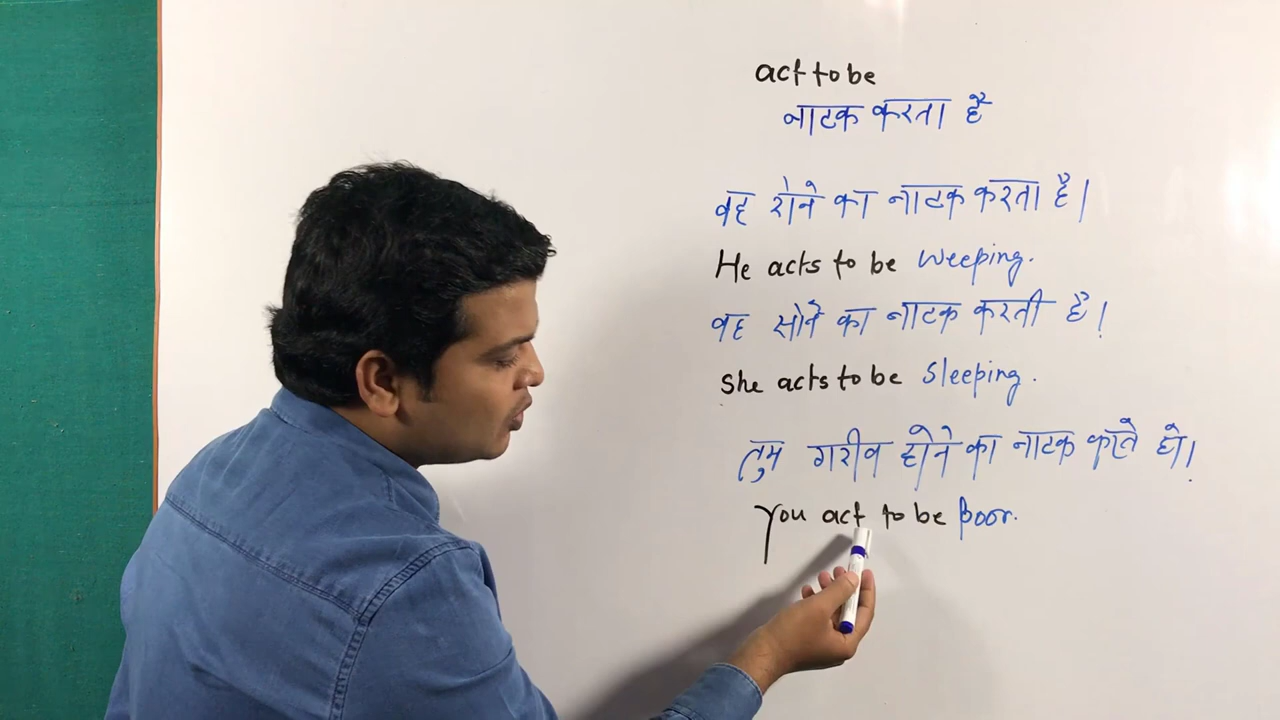 act to be
नाटक करता है
वह रोने का नाटक करता है।
He acts to be weeping.
वह सोने का नाटक करती है।
She acts to be Sleeping.
तुम गरीब होने का नाटक करते हो।
You act to be poor.